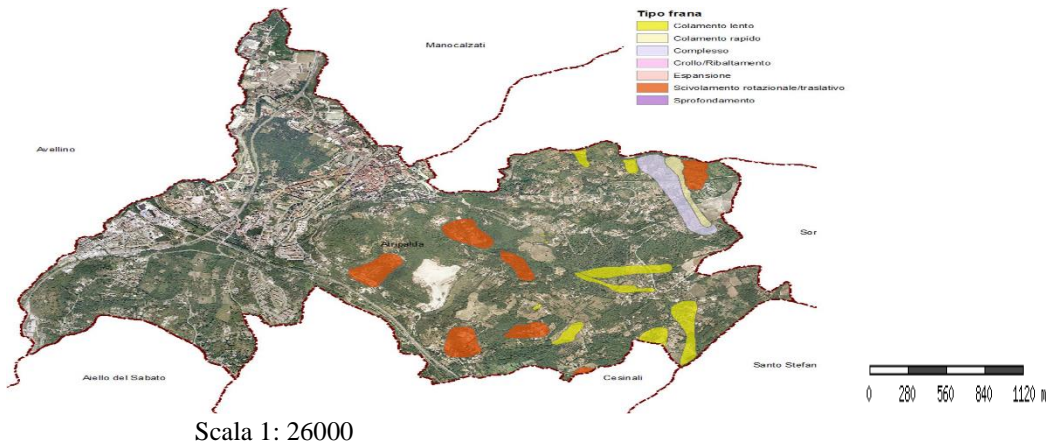 Tipo frana
Colamento lento
Colamento rapido
Complesso
Crollo/Ribaltamento
Espansione
Scivolamento rotazionale/traslativo
Sprofondamento
Manocalzati
Avellino
Sor
Atripalda
Santo Stefan
Aiello del Sabato
Cesinali
0 280 560 840 1120 m
Scala 1: 26000